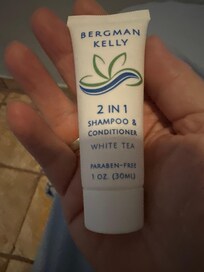 BERGMAN
KELLY
2 IN 1
SHAMPOO &
CONDITIONER
WHITE TEA
PARABEN-FREE
1 OZ. (30ML)